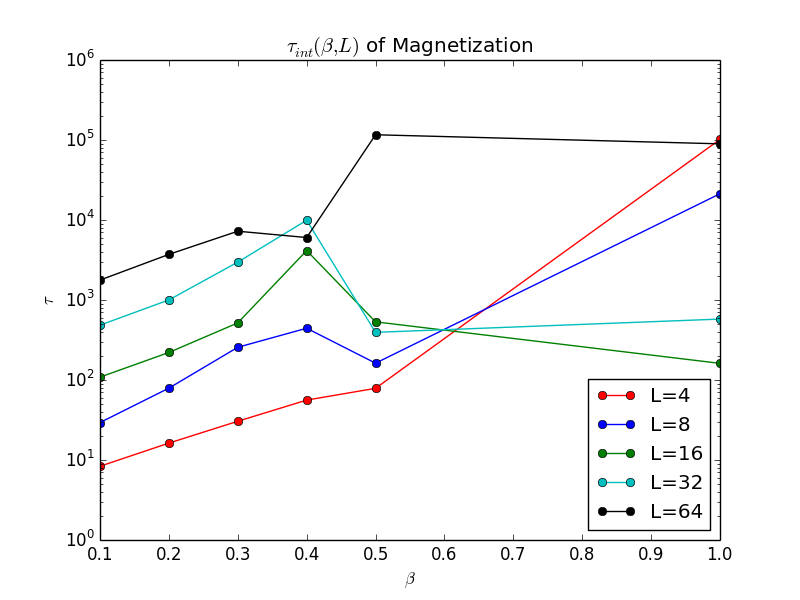 τ_int(β,L) of Magnetization
10^6
10^5
10^4
10^3
10^2
10^1
10^0
τ
0.1 0.2 0.3 0.4 0.5 0.6 0.7 0.8 0.9 1.0
β
L=4
L=8
L=16
L=32
L=64